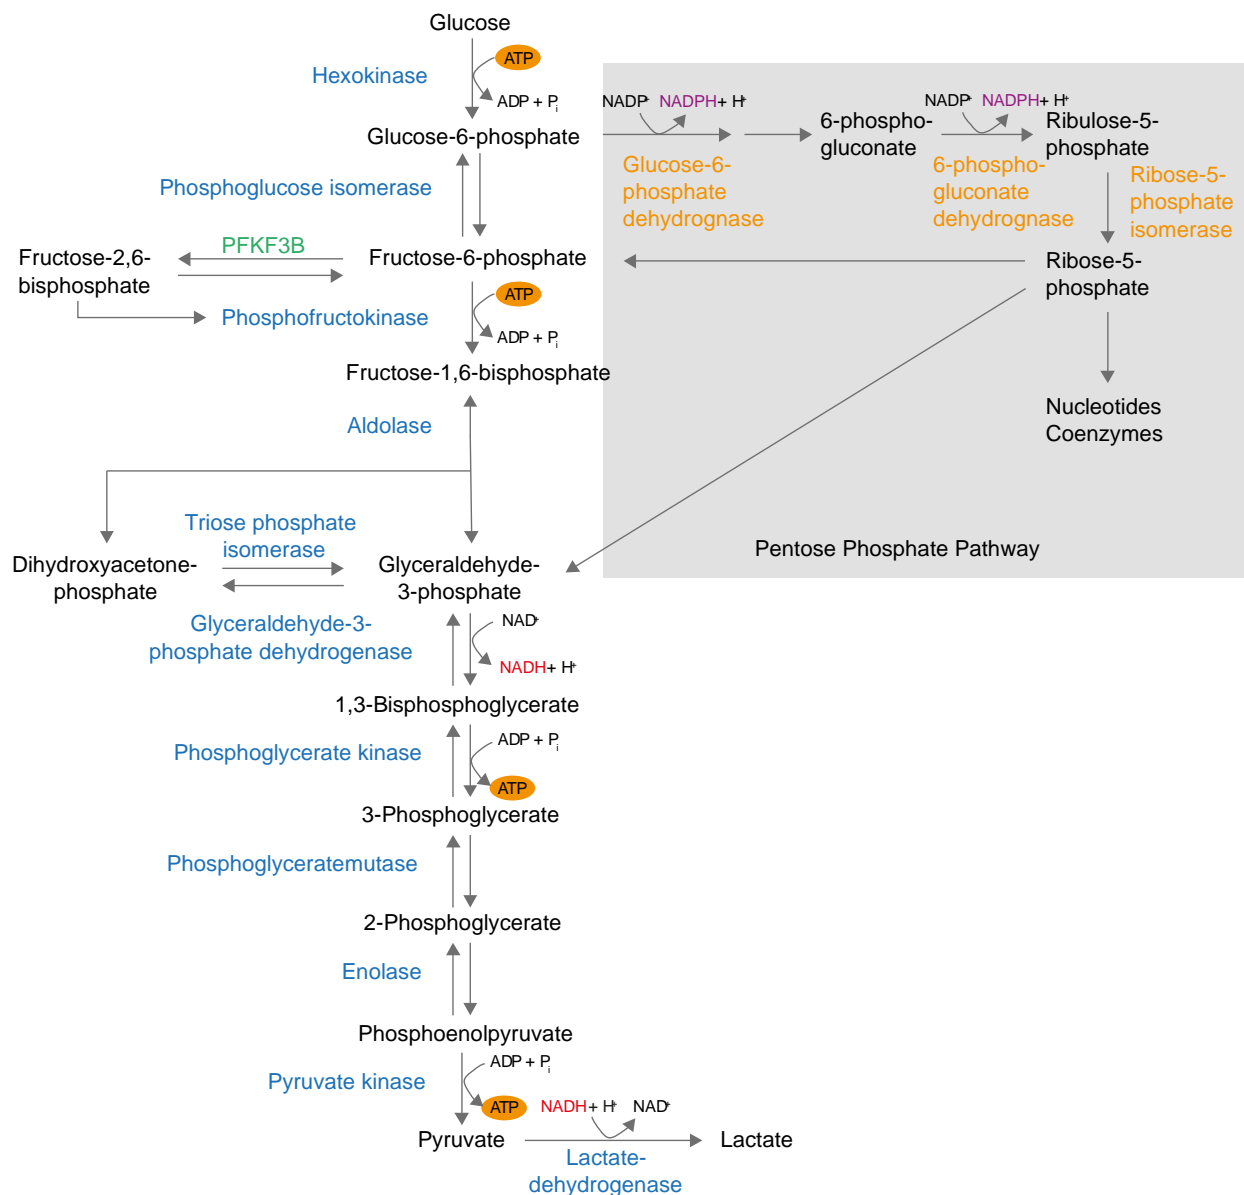 Glucose
ATP
Hexokinase
ADP + Pi
Glucose-6-phosphate
NADP+ NADPH + H+
6-phospho-
gluconate
NADP+ NADPH + H+
Ribulose-5-
phosphate
Glucose-6-
phosphate
dehydrognase
6-phospho-
gluconate
dehydrognase
Ribose-5-
phosphate
isomerase
Phosphoglucose isomerase
PFKF3B
Fructose-2,6-
bisphosphate
Fructose-6-phosphate
Ribose-5-
phosphate
ATP
Phosphofructokinase
ADP + Pi
Fructose-1,6-bisphosphate
Nucleotides
Coenzymes
Aldolase
Triose phosphate
isomerase
Pentose Phosphate Pathway
Dihydroxyacetone-
phosphate
Glyceraldehyde-
3-phosphate
Glyceraldehyde-3-
phosphate dehydrogenase
NAD+
NADH + H+
1,3-Bisphosphoglycerate
Phosphoglycerate kinase
ADP + Pi
ATP
3-Phosphoglycerate
Phosphoglyceratemutase
2-Phosphoglycerate
Enolase
Phosphoenolpyruvate
ADP + Pi
Pyruvate kinase
ATP
NADH + H+ NAD+
Pyruvate
Lactate
Lactate-
dehydrogenase